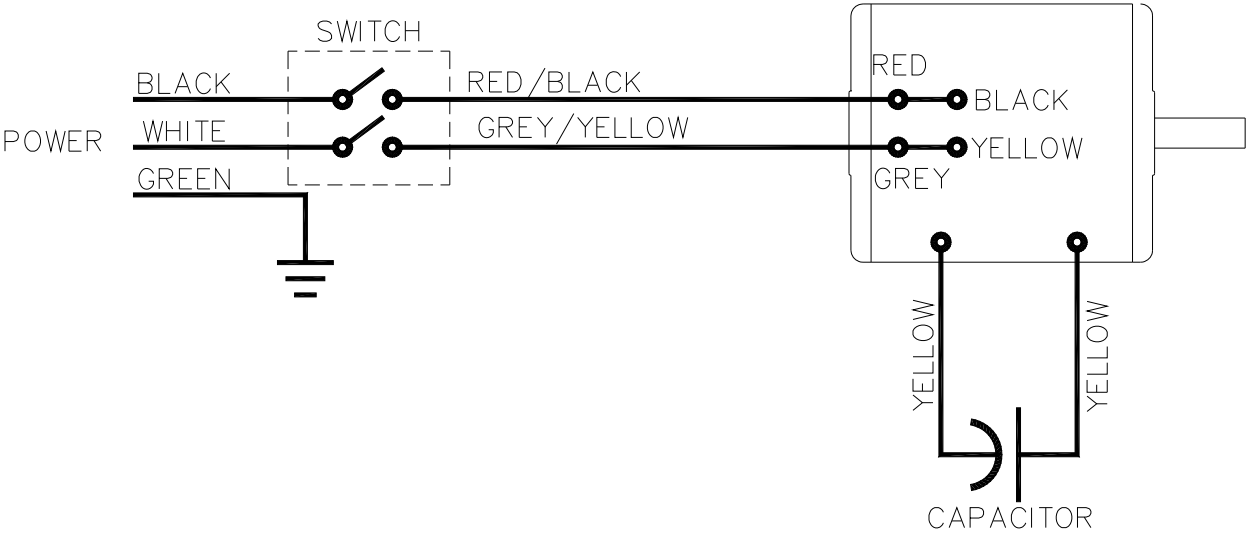 SWITCH
BLACK
RED/BLACK
RED
BLACK
POWER
WHITE
GREY/YELLOW
YELLOW
GREEN
GREY
YELLOW
YELLOW
CAPACITOR